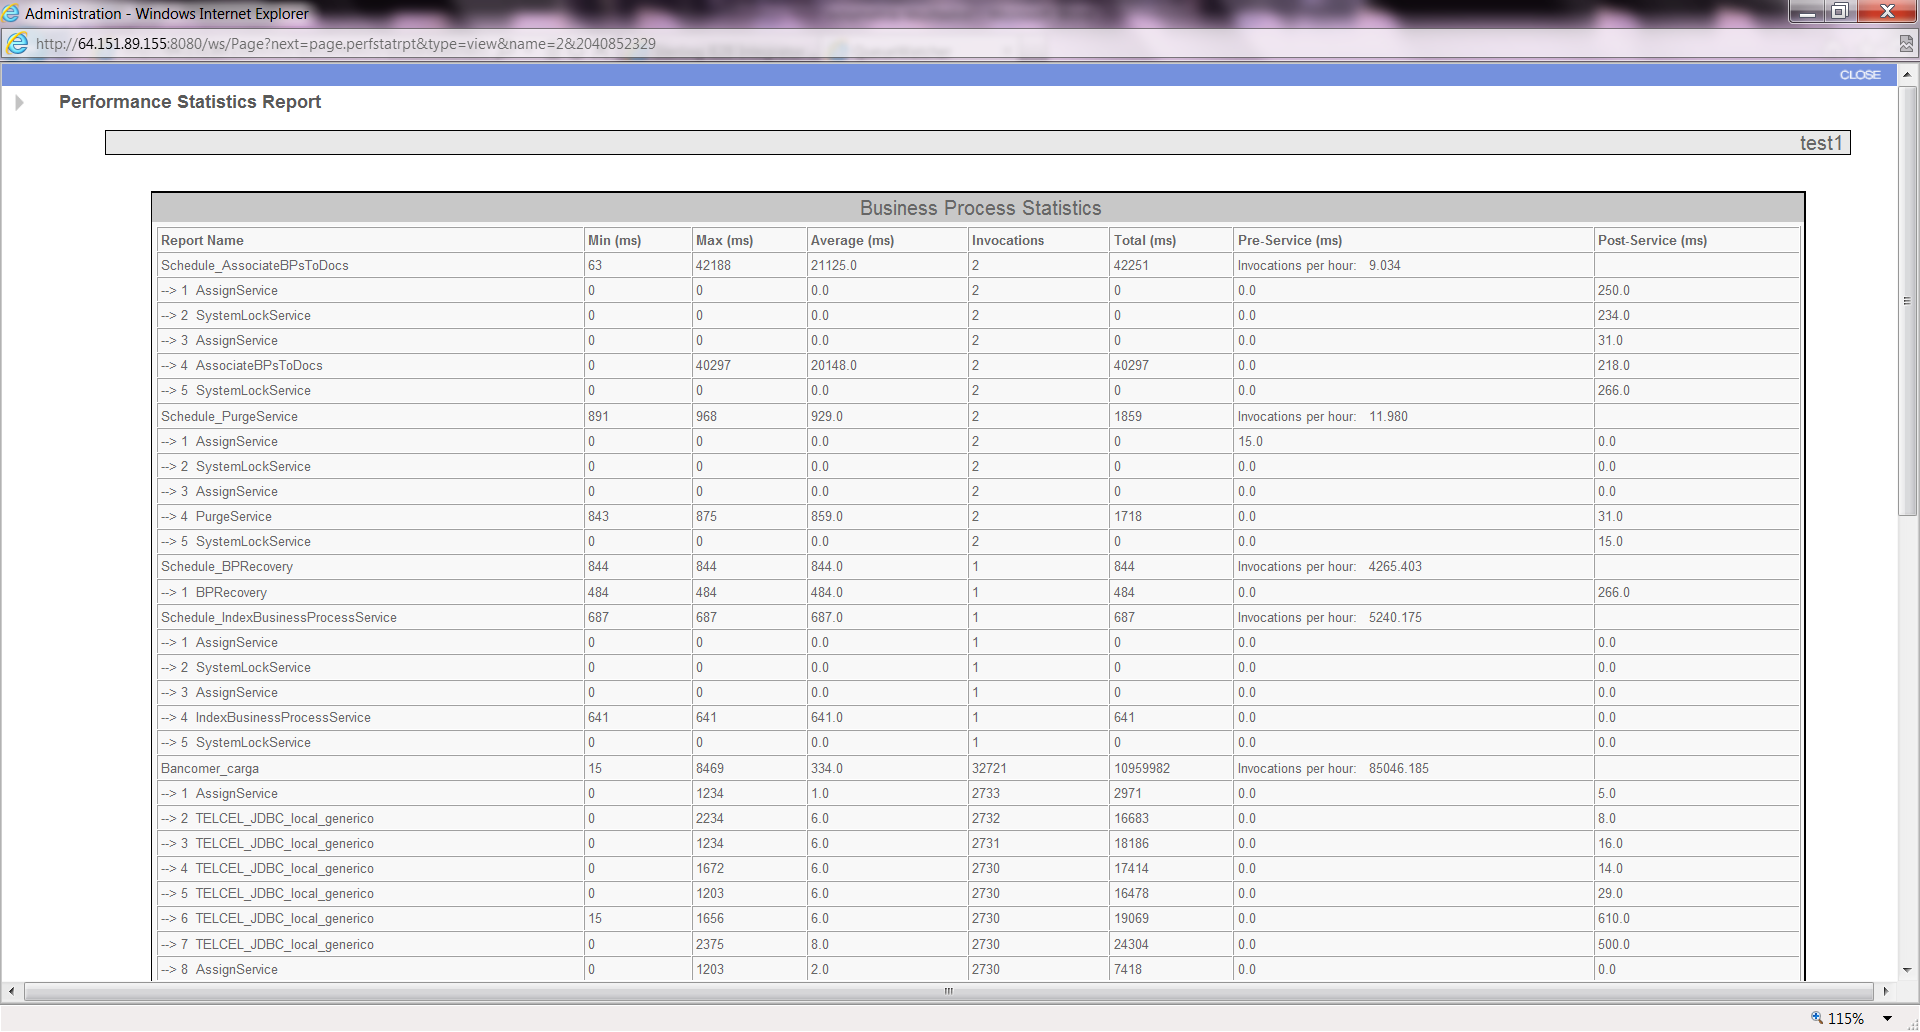 Administration - Windows Internet Explorer
http://64.151.89.155:8080/ws/Page?next=page.perfstatrpt&type=view&name=2&2040852329
CLOSE
Performance Statistics Report
test1
Business Process Statistics
Report Name Min (ms) Max (ms) Average (ms) Invocations Total (ms) Pre-Service (ms) Post-Service (ms)
Schedule_AssociateBPsToDocs 63 42188 21125.0 2 42251 Invocations per hour: 9.034
--> 1 AssignService 0 0 0.0 2 0 0.0 250.0
--> 2 SystemLockService 0 0 0.0 2 0 0.0 234.0
--> 3 AssignService 0 0 0.0 2 0 0.0 31.0
--> 4 AssociateBPsToDocs 0 40297 20148.0 2 40297 0.0 218.0
--> 5 SystemLockService 0 0 0.0 2 0 0.0 266.0
Schedule_PurgeService 891 968 929.0 2 1859 Invocations per hour: 11.980
--> 1 AssignService 0 0 0.0 2 0 15.0 0.0
--> 2 SystemLockService 0 0 0.0 2 0 0.0 0.0
--> 3 AssignService 0 0 0.0 2 0 0.0 0.0
--> 4 PurgeService 843 875 859.0 2 1718 0.0 31.0
--> 5 SystemLockService 0 0 0.0 2 0 0.0 15.0
Schedule_BPRecovery 844 844 844.0 1 844 Invocations per hour: 4265.403
--> 1 BPRecovery 484 484 484.0 1 484 0.0 266.0
Schedule_IndexBusinessProcessService 687 687 687.0 1 687 Invocations per hour: 5240.175
--> 1 AssignService 0 0 0.0 1 0 0.0 0.0
--> 2 SystemLockService 0 0 0.0 1 0 0.0 0.0
--> 3 AssignService 0 0 0.0 1 0 0.0 0.0
--> 4 IndexBusinessProcessService 641 641 641.0 1 641 0.0 0.0
--> 5 SystemLockService 0 0 0.0 1 0 0.0 0.0
Bancomer_carga 15 8469 334.0 32721 10959982 Invocations per hour: 85046.185
--> 1 AssignService 0 1234 1.0 2733 2971 0.0 5.0
--> 2 TELCEL_JDBC_local_generico 0 2234 6.0 2732 16683 0.0 8.0
--> 3 TELCEL_JDBC_local_generico 0 1234 6.0 2731 18186 0.0 16.0
--> 4 TELCEL_JDBC_local_generico 0 1672 6.0 2730 17414 0.0 14.0
--> 5 TELCEL_JDBC_local_generico 0 1203 6.0 2730 16478 0.0 29.0
--> 6 TELCEL_JDBC_local_generico 15 1656 6.0 2730 19069 0.0 610.0
--> 7 TELCEL_JDBC_local_generico 0 2375 8.0 2730 24304 0.0 500.0
--> 8 AssignService 0 1203 2.0 2730 7418 0.0 0.0
115%